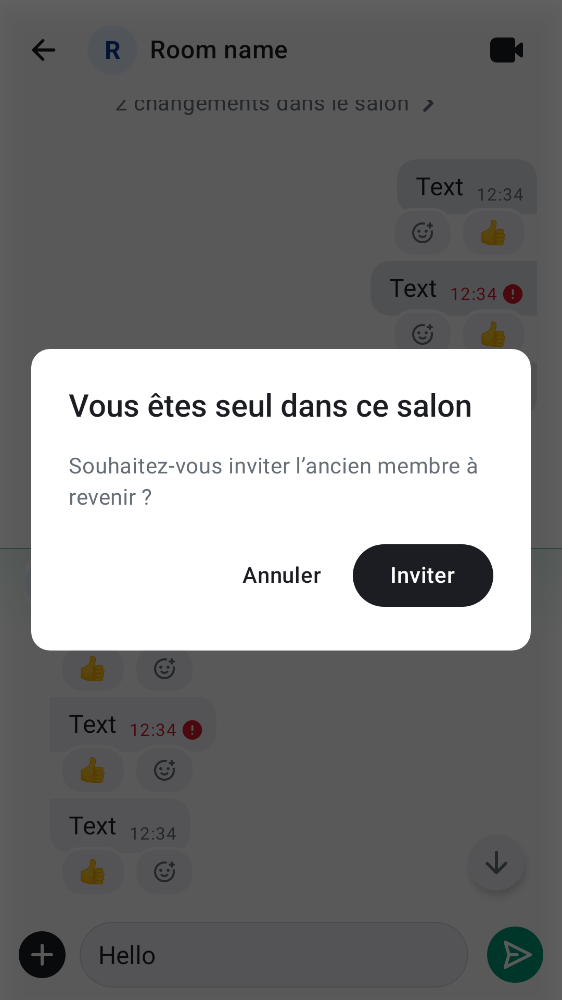 R Room name
2 changements dans le salon
Text 12:34
Text 12:34
Vous êtes seul dans ce salon
Souhaitez-vous inviter l’ancien membre à
revenir ?
Annuler Inviter
Text 12:34
Text 12:34
Hello